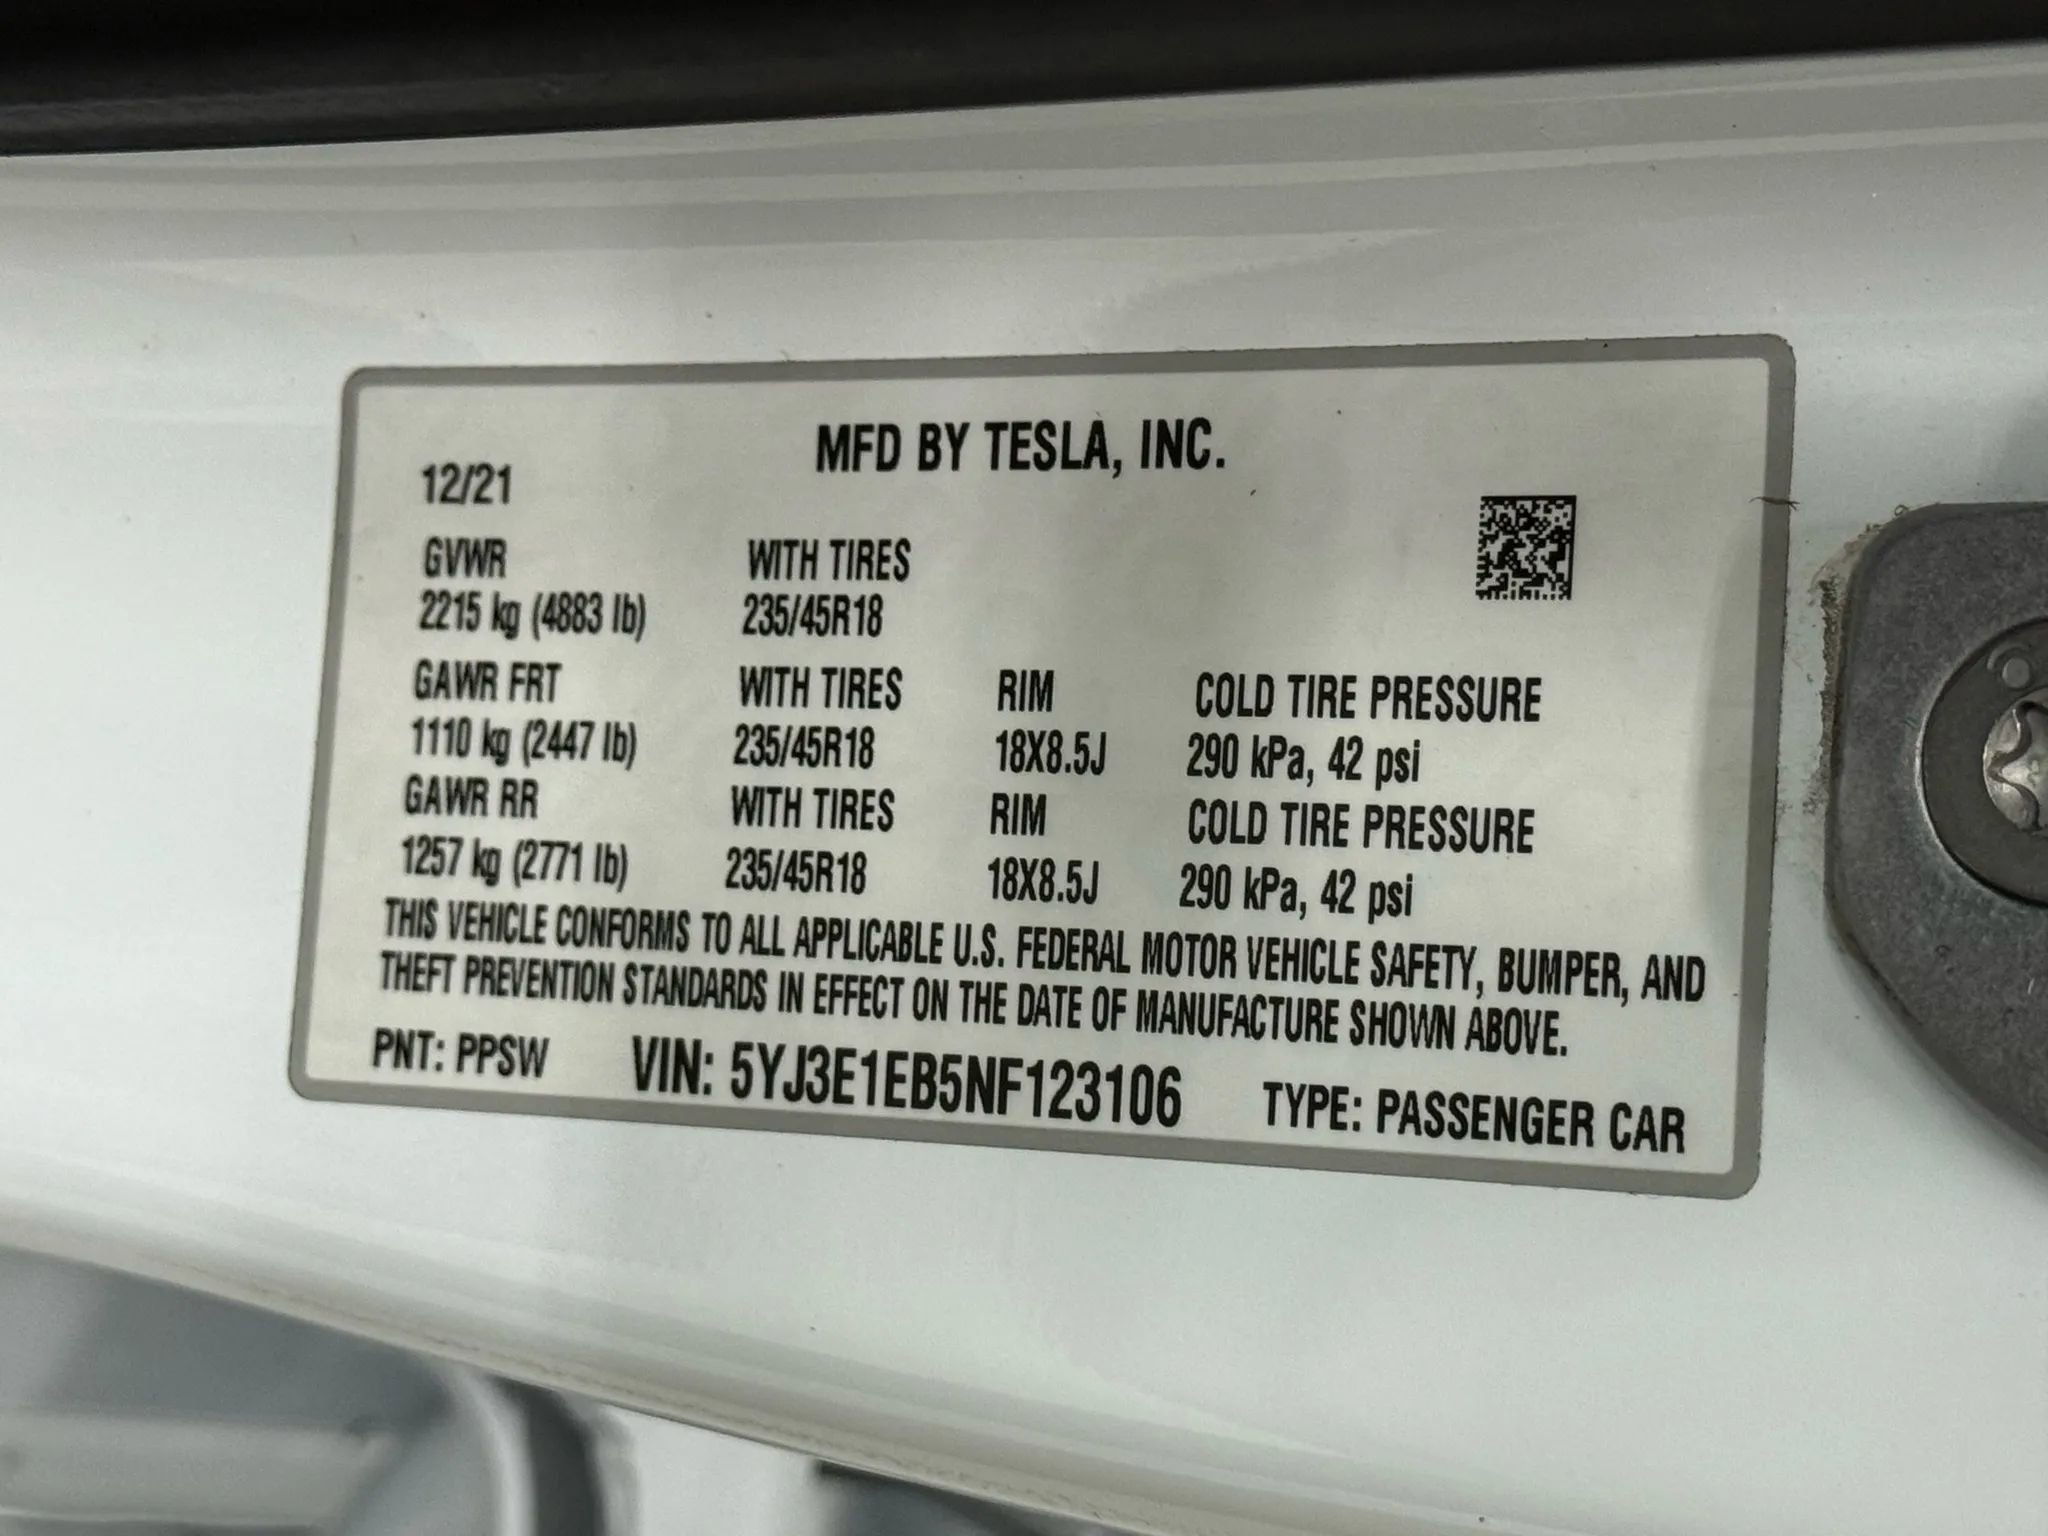 MFD BY TESLA, INC.
12/21
GVWR WITH TIRES
2215 kg (4883 lb) 235/45R18
GAWR FRT WITH TIRES RIM COLD TIRE PRESSURE
1110 kg (2447 lb) 235/45R18 18X8.5J 290 kPa, 42 psi
GAWR RR WITH TIRES RIM COLD TIRE PRESSURE
1257 kg (2771 lb) 235/45R18 18X8.5J 290 kPa, 42 psi
THIS VEHICLE CONFORMS TO ALL APPLICABLE U.S. FEDERAL MOTOR VEHICLE SAFETY, BUMPER, AND
THEFT PREVENTION STANDARDS IN EFFECT ON THE DATE OF MANUFACTURE SHOWN ABOVE.
PNT: PPSW VIN: 5YJ3E1EB5NF123106 TYPE: PASSENGER CAR